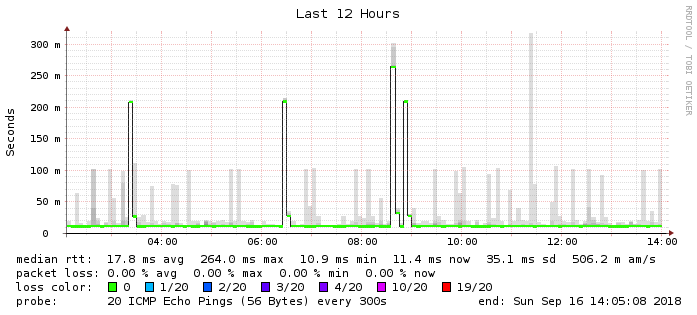 Last 12 Hours
RRDTOOL / TOBI OETIKER
Seconds
300 m
250 m
200 m
150 m
100 m
50 m
0
04:00 06:00 08:00 10:00 12:00 14:00
median rtt: 17.8 ms avg 264.0 ms max 10.9 ms min 11.4 ms now 35.1 ms sd 506.2 m am/s
packet loss: 0.00 % avg 0.00 % max 0.00 % min 0.00 % now
loss color: 0 1/20 2/20 3/20 4/20 10/20 19/20
probe: 20 ICMP Echo Pings (56 Bytes) every 300s end: Sun Sep 16 14:05:08 2018